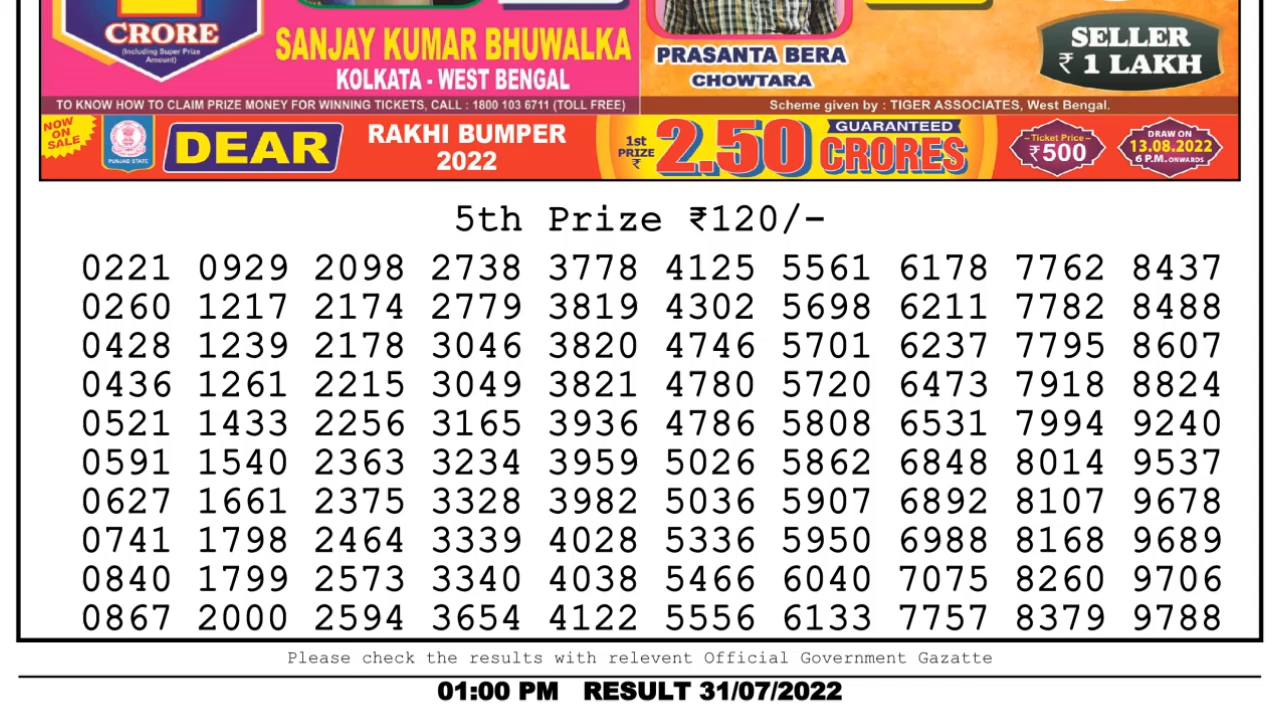 CRORE
(Including Super Prize
Amount)
SANJAY KUMAR BHUWALKA
KOLKATA - WEST BENGAL
PRASANTA BERA
CHOWTARA
SELLER
₹ 1 LAKH
TO KNOW HOW TO CLAIM PRIZE MONEY FOR WINNING TICKETS, CALL : 1800 103 6711 (TOLL FREE)
Scheme given by : TIGER ASSOCIATES, West Bengal.
NOW
ON
SALE
PUNJAB STATE
DEAR
RAKHI BUMPER
2022
1st
PRIZE
₹
2.50
GUARANTEED
CRORES
Ticket Price
₹500
DRAW ON
13.08.2022
6 P.M. ONWARDS
5th Prize ₹120/-
0221 0929 2098 2738 3778 4125 5561 6178 7762 8437
0260 1217 2174 2779 3819 4302 5698 6211 7782 8488
0428 1239 2178 3046 3820 4746 5701 6237 7795 8607
0436 1261 2215 3049 3821 4780 5720 6473 7918 8824
0521 1433 2256 3165 3936 4786 5808 6531 7994 9240
0591 1540 2363 3234 3959 5026 5862 6848 8014 9537
0627 1661 2375 3328 3982 5036 5907 6892 8107 9678
0741 1798 2464 3339 4028 5336 5950 6988 8168 9689
0840 1799 2573 3340 4038 5466 6040 7075 8260 9706
0867 2000 2594 3654 4122 5556 6133 7757 8379 9788
Please check the results with relevent Official Government Gazatte
01:00 PM RESULT 31/07/2022